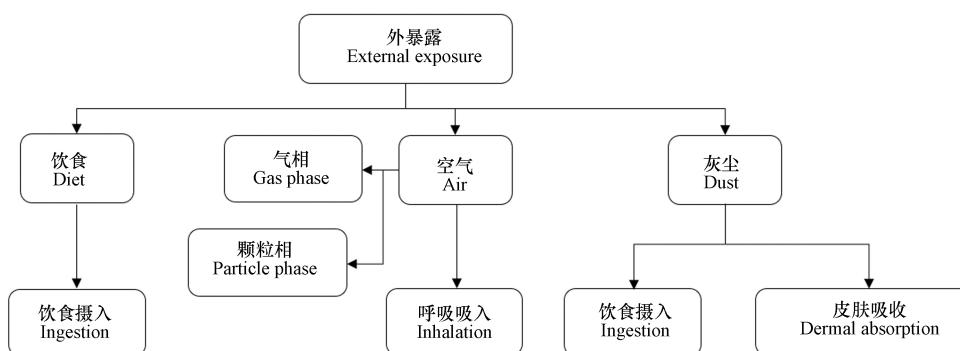 外暴露
External exposure
饮食
Diet
气相
Gas phase
空气
Air
灰尘
Dust
颗粒相
Particle phase
饮食摄入
Ingestion
呼吸吸入
Inhalation
饮食摄入
Ingestion
皮肤吸收
Dermal absorption